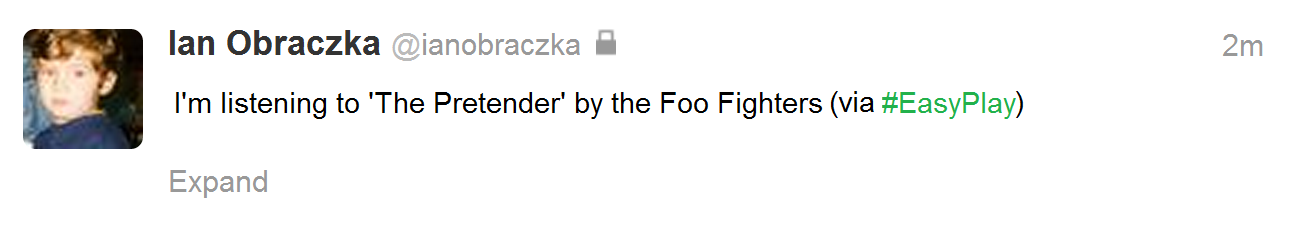 Ian Obraczka @ianobraczka 2m
I'm listening to 'The Pretender' by the Foo Fighters (via #EasyPlay)
Expand